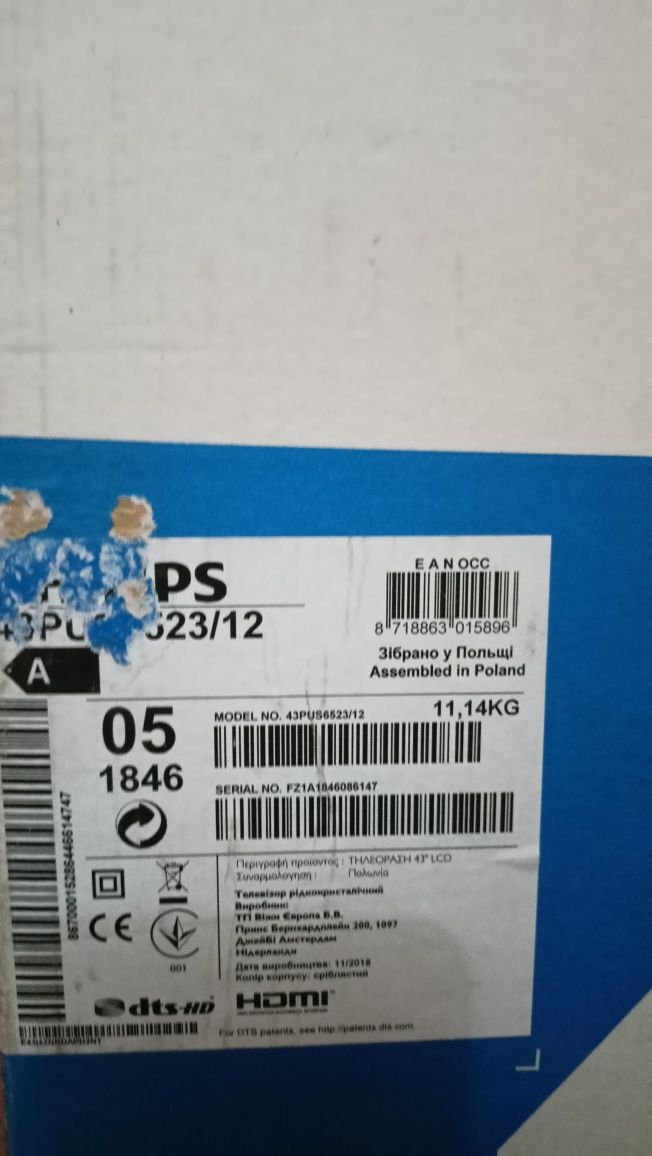 PS
6523/12
E A N OCC
8 718863 015896
Зібрано у Польщі
Assembled in Poland
A
05
1846
MODEL NO. 43PUS6523/12
11,14KG
SERIAL NO. FZ1A1846086147
867000015286446614747
Περιγραφή προϊόντος : ΤΗΛΕΟΡΑΣΗ 43" LCD
Συναρμολόγηση : Πολωνία
Телевізор рідкокристалічний
Виробник:
ТП Віжн Європа Б.В.
Принс Бернхардплейн 200, 1097
ДжейБі Амстердам
Нідерланди
Дата виробництва: 11/2018
Колір корпусу: сріблястий
CE
001
dts-HD
HDMI
For DTS patents, see http://patents.dts.com